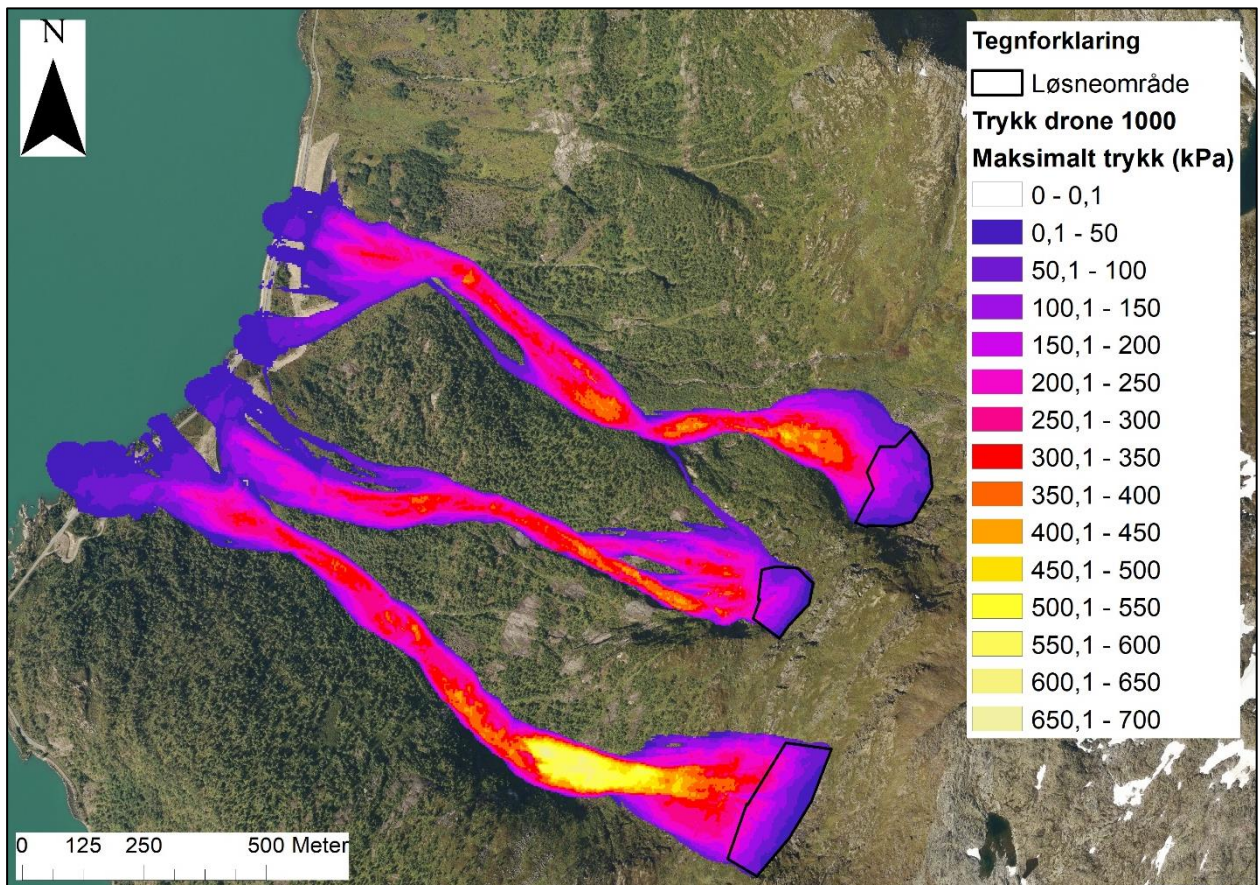 N
Tegnforklaring
Løsneområde
Trykk drone 1000
Maksimalt trykk (kPa)
0 - 0,1
0,1 - 50
50,1 - 100
100,1 - 150
150,1 - 200
200,1 - 250
250,1 - 300
300,1 - 350
350,1 - 400
400,1 - 450
450,1 - 500
500,1 - 550
550,1 - 600
600,1 - 650
650,1 - 700
0 125 250 500 Meter